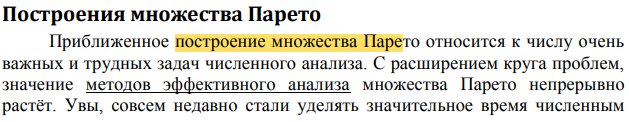 Построения множества Парето
Приближенное построение множества Парето относится к числу очень
важных и трудных задач численного анализа. С расширением круга проблем,
значение методов эффективного анализа множества Парето непрерывно
растёт. Увы, совсем недавно стали уделять значительное время численным